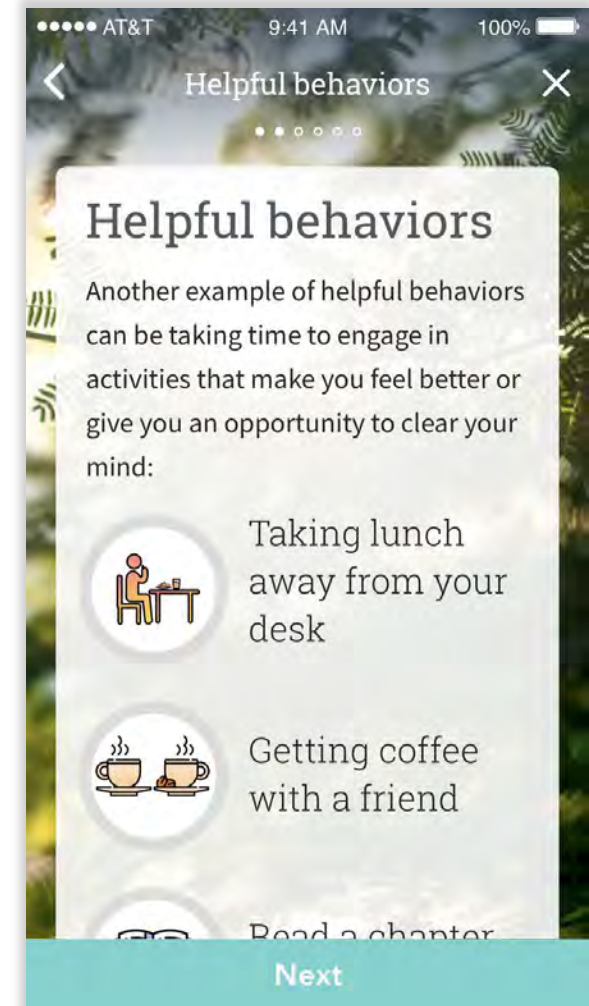 AT&T 9:41 AM 100%
Helpful behaviors
Helpful behaviors
Another example of helpful behaviors
can be taking time to engage in
activities that make you feel better or
give you an opportunity to clear your
mind:
Taking lunch
away from your
desk
Getting coffee
with a friend
Read a chapter
Next